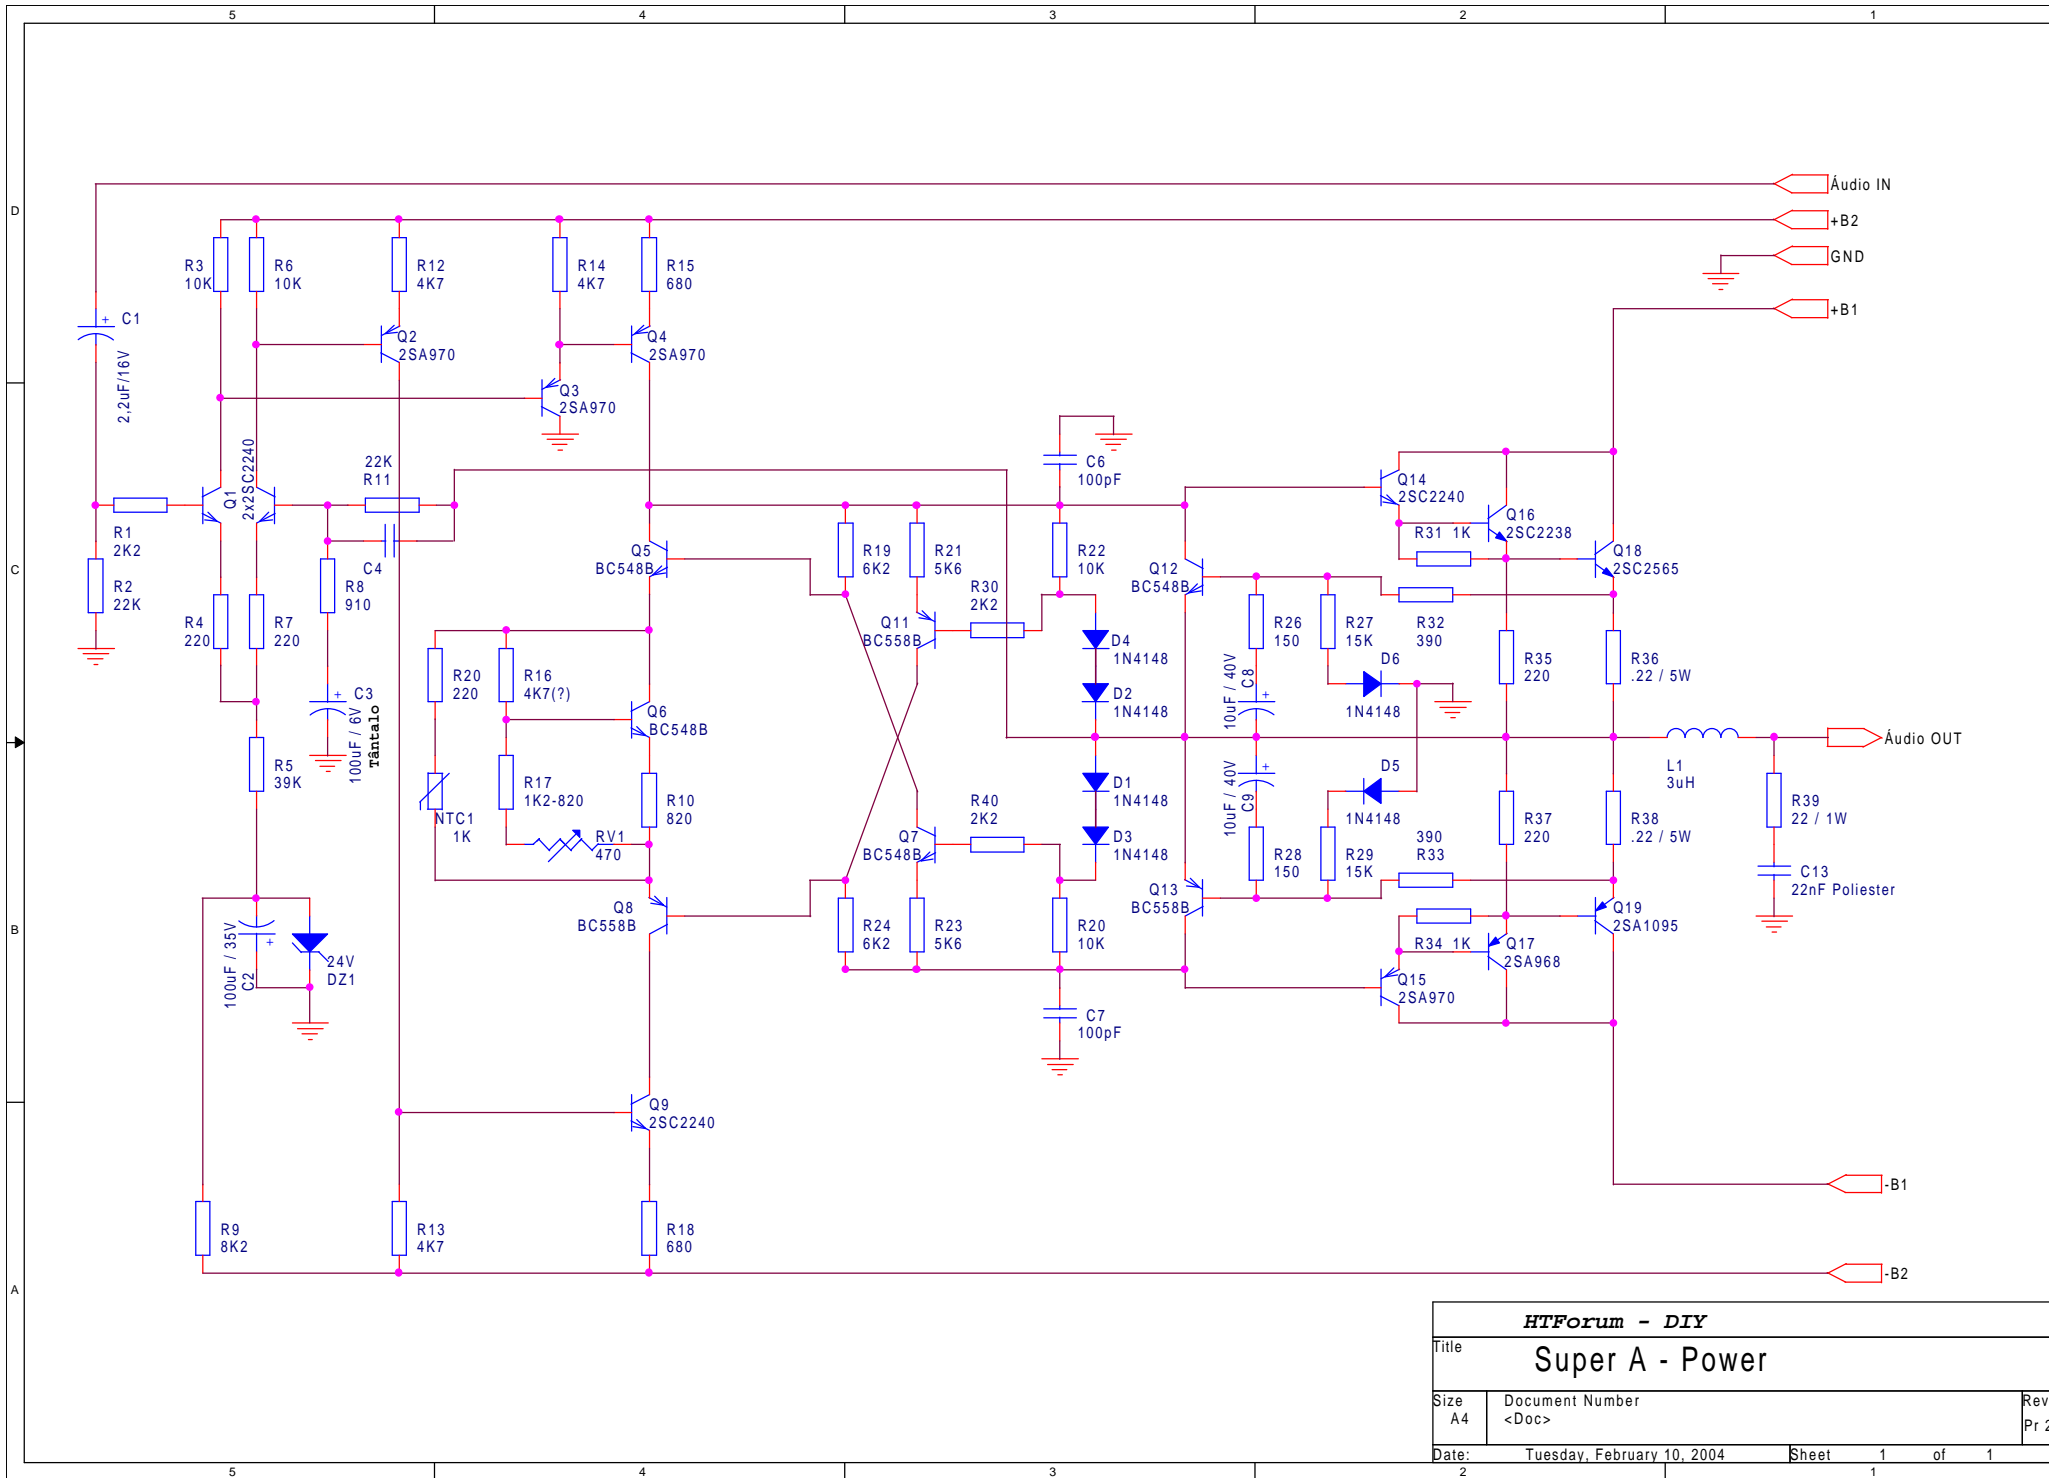 5 4 3 2 1
D
C
B
A
Áudio IN
+B2
GND
+B1
R3
10K
R6
10K
R12
4K7
R14
4K7
R15
680
+ C1
2,2uF/16V
Q2
2SA970
Q4
2SA970
Q3
2SA970
Q1
2x2SC2240
22K
R11
R1
2K2
R2
22K
C4
R8
910
R4
220
R7
220
+ C3
100uF / 6V
Tântalo
R5
39K
100uF / 35V
C2
+
24V
DZ1
R9
8K2
R13
4K7
R18
680
Q5
BC548B
R20
220
R16
4K7(?)
Q6
BC548B
R17
1K2-820
R10
820
NTC1
1K
RV1
470
Q8
BC558B
Q9
2SC2240
C6
100pF
R19
6K2
R21
5K6
R22
10K
R30
2K2
Q11
BC558B
D4
1N4148
D2
1N4148
D1
1N4148
D3
1N4148
R40
2K2
Q7
BC548B
R24
6K2
R23
5K6
R20
10K
C7
100pF
Q12
BC548B
Q13
BC558B
R26
150
R27
15K
R32
390
10uF / 40V
C8
+
D6
1N4148
10uF / 40V
C9
+
D5
1N4148
R28
150
R29
15K
390
R33
Q14
2SC2240
R31 1K
Q16
2SC2238
Q18
2SC2565
R35
220
R36
.22 / 5W
R37
220
R38
.22 / 5W
R34 1K
Q17
2SA968
Q19
2SA1095
Q15
2SA970
L1
3uH
Áudio OUT
R39
22 / 1W
C13
22nF Poliester
-B1
-B2
HTForum - DIY
Title
Super A - Power
Size
A4
Document Number
<Doc>
Rev
Pr 2
Date:
Tuesday, February 10, 2004
Sheet 1 of 1
5 4 3 2 1